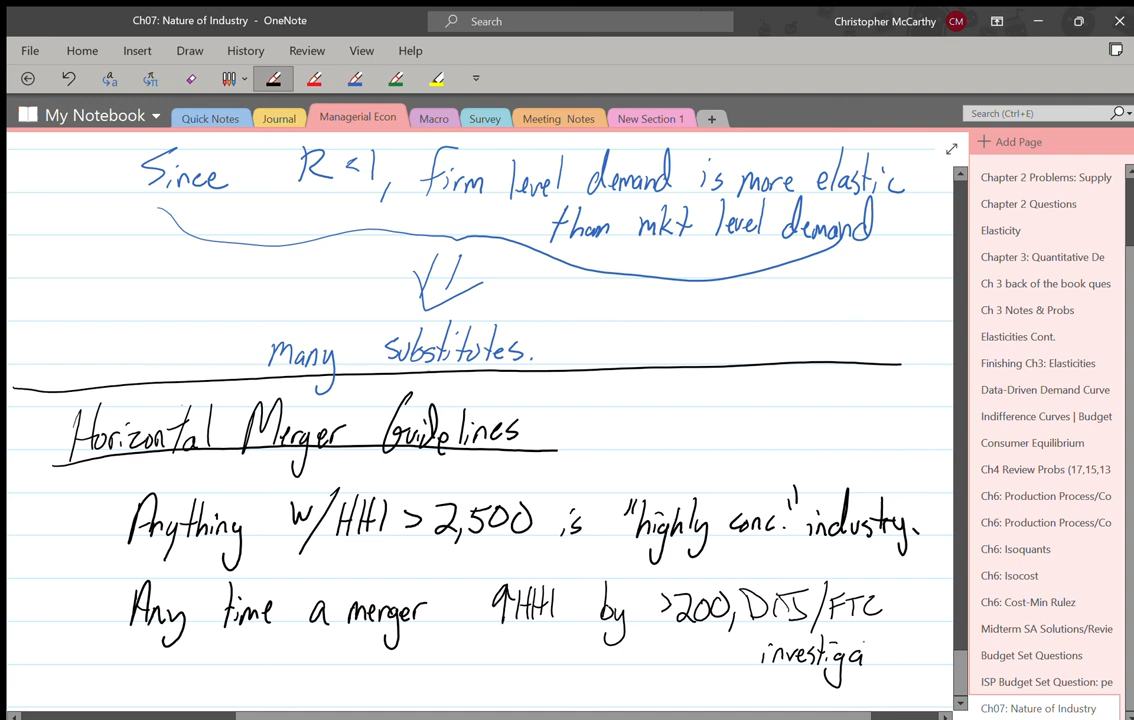 Ch07: Nature of Industry - OneNote
Search
Christopher McCarthy CM
File Home Insert Draw History Review View Help
My Notebook
Quick Notes Journal Managerial Econ Macro Survey Meeting Notes New Section 1 +
Search (Ctrl+E)
Since R<1, firm level demand is more elastic
than mkt level demand
many substitutes.
Horizontal Merger Guidelines
Anything w/HHI > 2,500 is "highly conc." industry.
Any time a merger ↑HHI by >200, DOJ/FTC
investiga
+ Add Page
Chapter 2 Problems: Supply
Chapter 2 Questions
Elasticity
Chapter 3: Quantitative De
Ch 3 back of the book ques
Ch 3 Notes & Probs
Elasticities Cont.
Finishing Ch3: Elasticities
Data-Driven Demand Curve
Indifference Curves | Budget
Consumer Equilibrium
Ch4 Review Probs (17,15,13
Ch6: Production Process/Co
Ch6: Production Process/Co
Ch6: Isoquants
Ch6: Isocost
Ch6: Cost-Min Rulez
Midterm SA Solutions/Revie
Budget Set Questions
ISP Budget Set Question: pe
Ch07: Nature of Industry